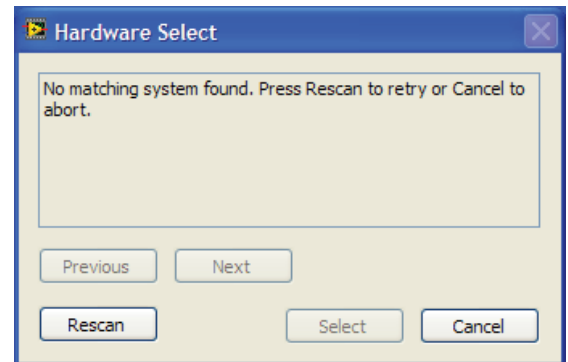 Hardware Select
No matching system found. Press Rescan to retry or Cancel to
abort.
Previous Next
Rescan Select Cancel